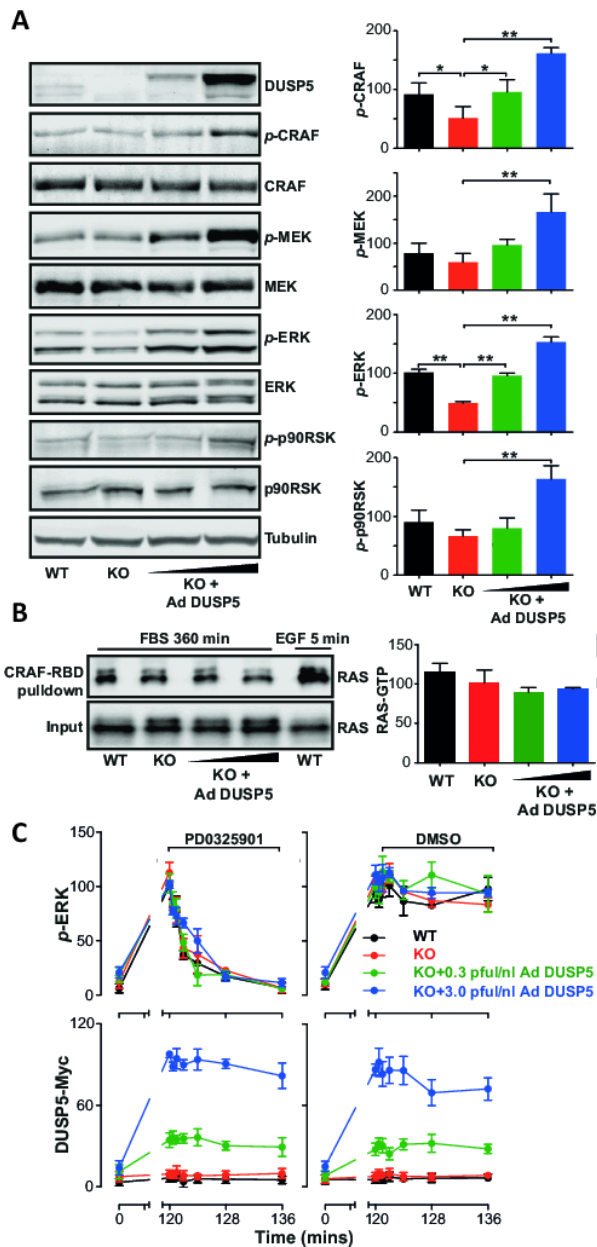 A
DUSP5
p-CRAF
CRAF
p-MEK
MEK
p-ERK
ERK
p-p90RSK
p90RSK
Tubulin
WT KO KO +
Ad DUSP5
p-CRAF
200
100
0
* * **
p-MEK
200
100
0
**
p-ERK
200
100
0
** ** **
p-p90RSK
200
100
0
**
WT KO KO +
Ad DUSP5
B
FBS 360 min EGF 5 min
CRAF-RBD
pulldown
RAS
Input RAS
WT KO KO +
Ad DUSP5
WT
RAS-GTP
150
100
50
0
WT KO KO +
Ad DUSP5
C
PD0325901 DMSO
p-ERK
150
100
50
0
WT
KO
KO+0.3 pful/nl Ad DUSP5
KO+3.0 pful/nl Ad DUSP5
DUSP5-Myc
120
60
0
0 120 128 136 0 120 128 136
Time (mins)